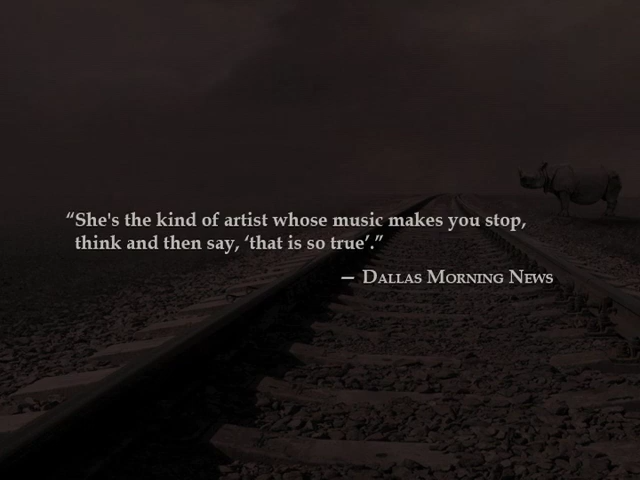 “She's the kind of artist whose music makes you stop,
think and then say, ‘that is so true’.”
— Dallas Morning News